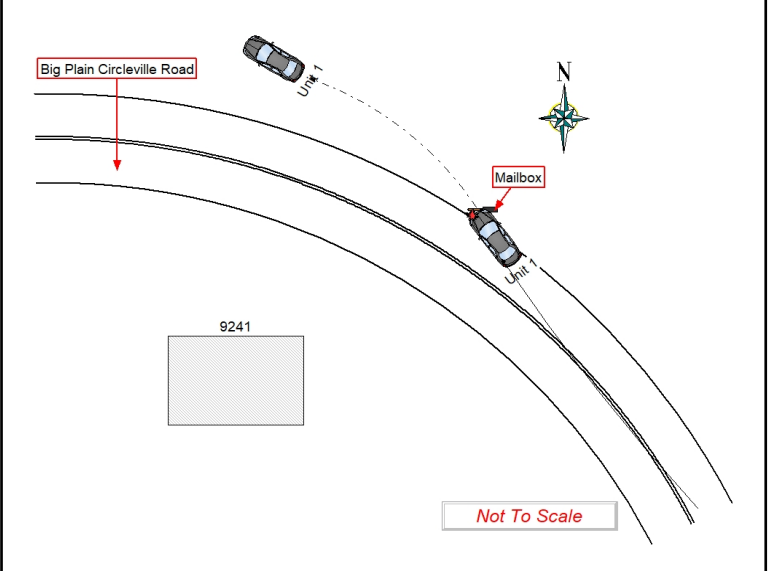 Unit 1
Big Plain Circleville Road
N
Mailbox
Unit 1
9241
Not To Scale